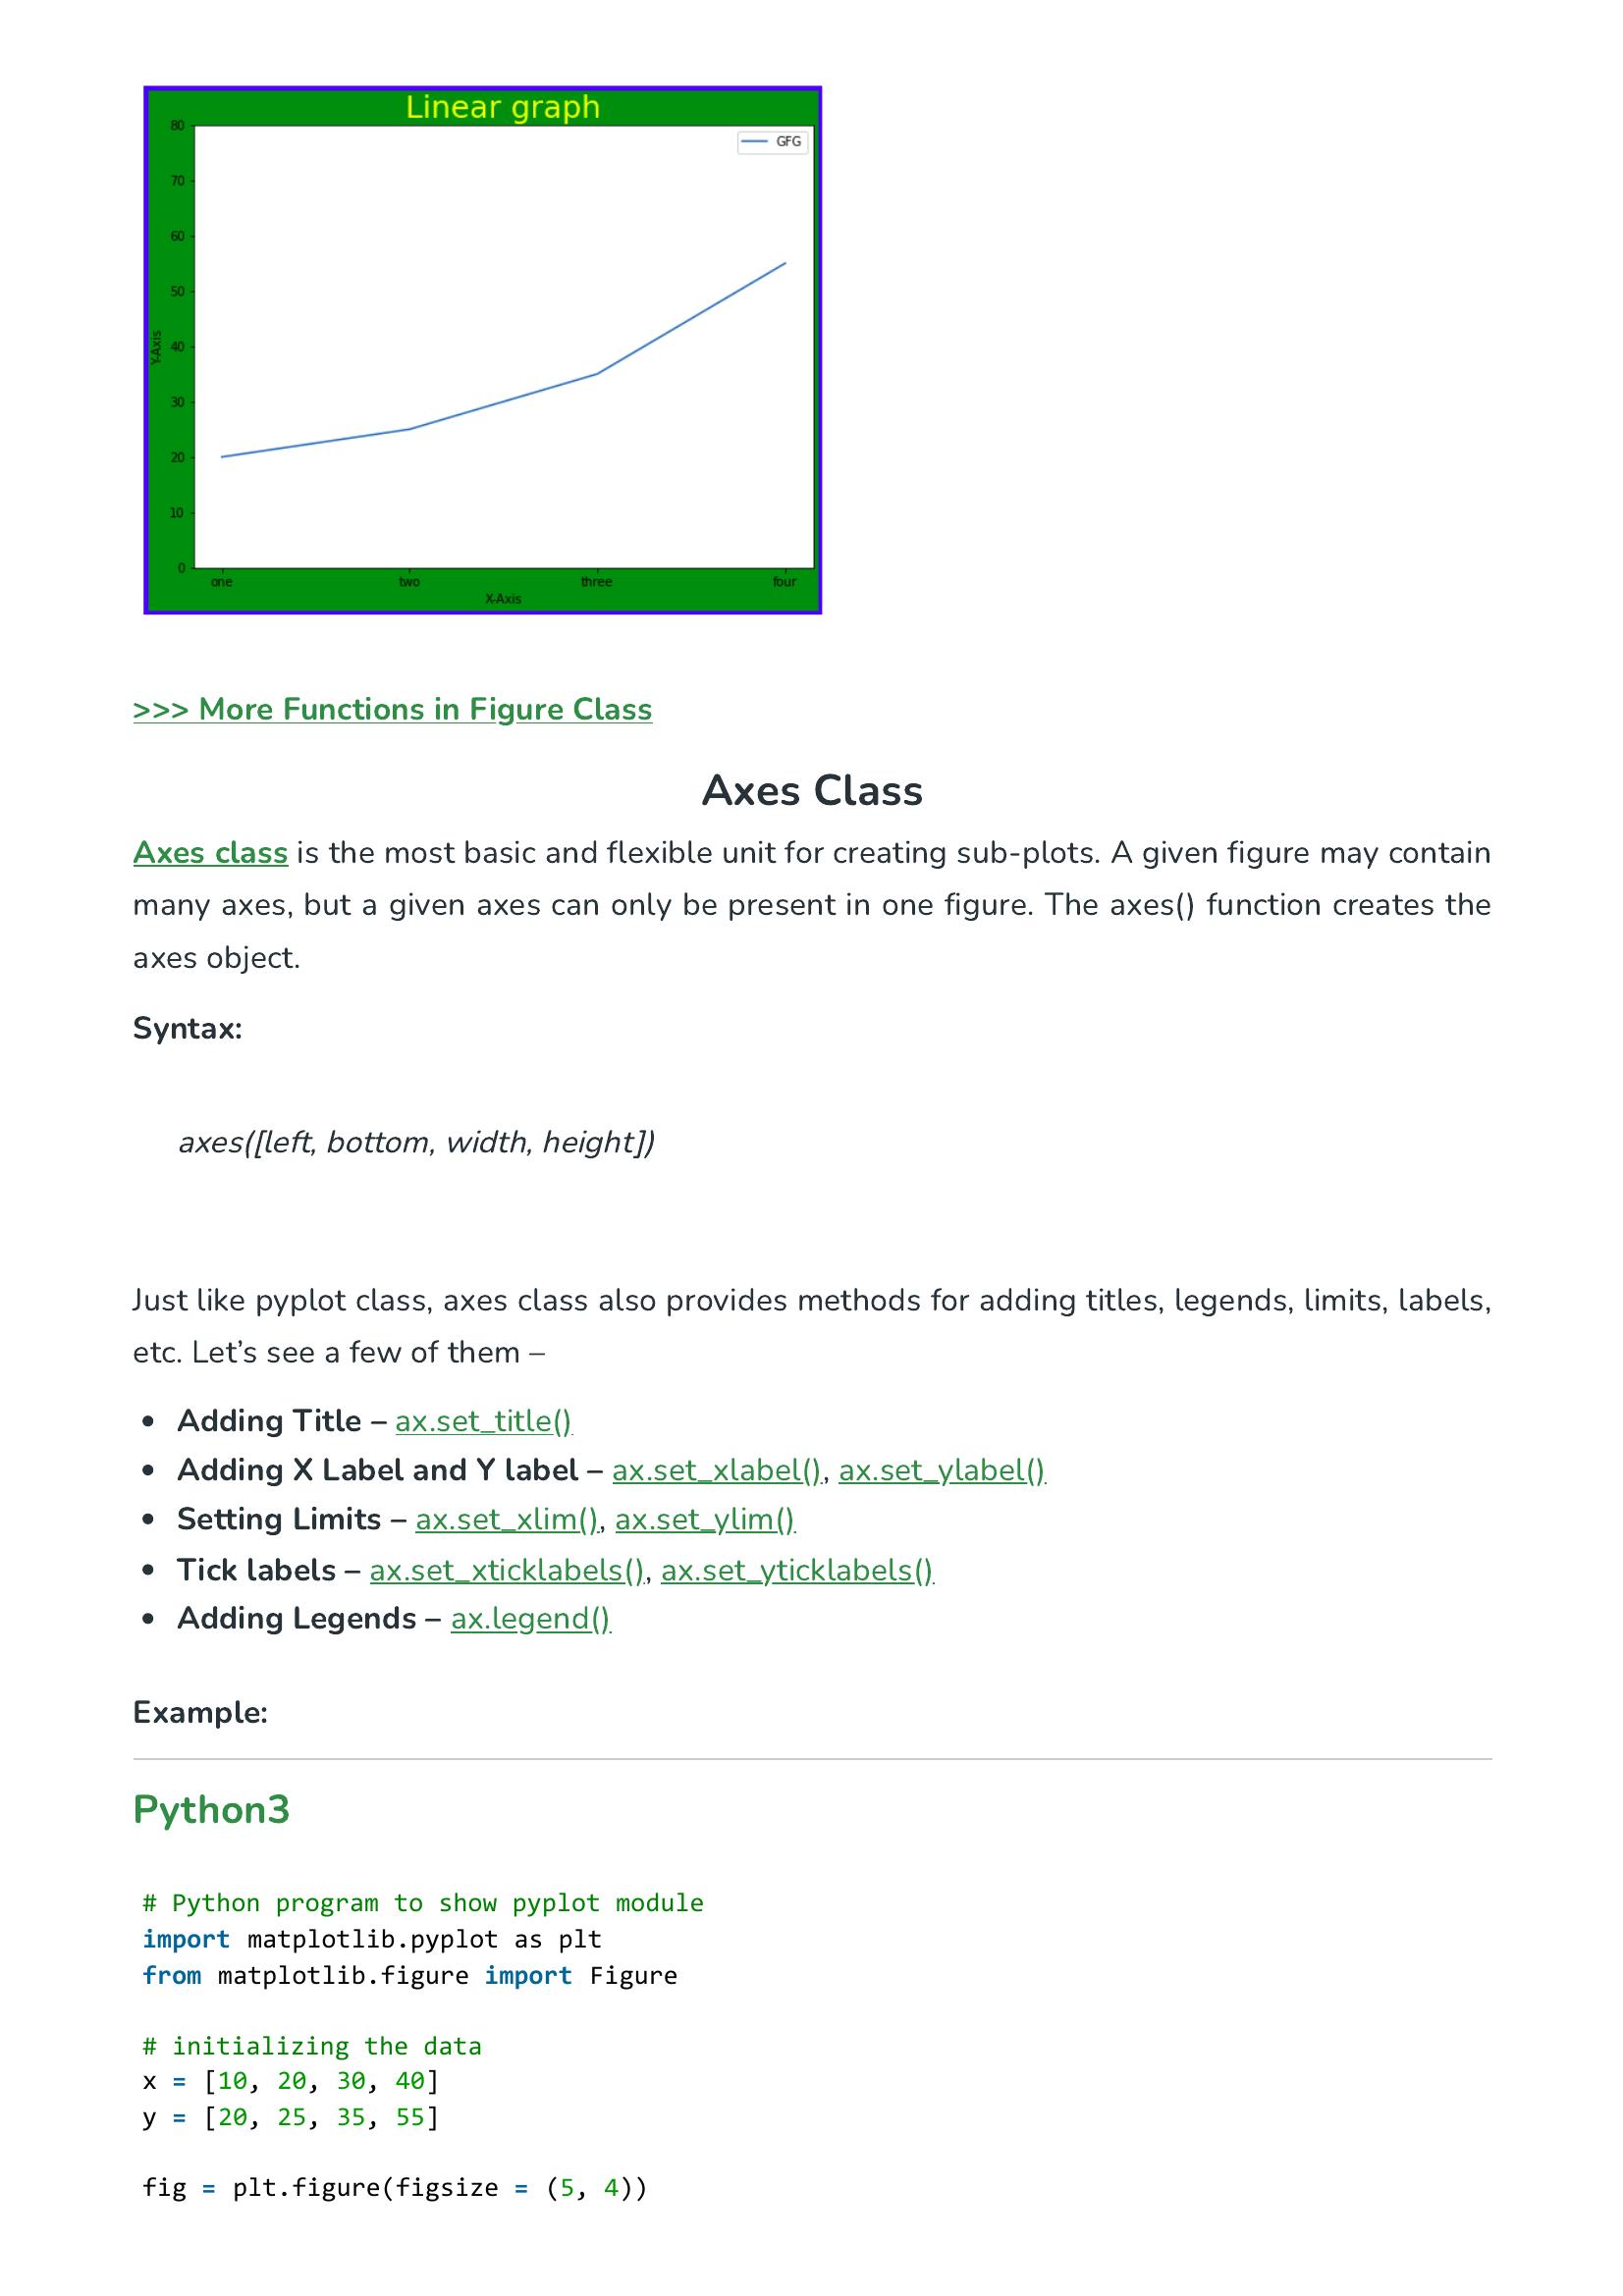 Linear graph
80
GFG
70
60
50
Y-Axis
40
30
20
10
0
one two three four
X-Axis
>>> More Functions in Figure Class
Axes Class
Axes class is the most basic and flexible unit for creating sub-plots. A given figure may contain
many axes, but a given axes can only be present in one figure. The axes() function creates the
axes object.
Syntax:
axes([left, bottom, width, height])
Just like pyplot class, axes class also provides methods for adding titles, legends, limits, labels,
etc. Let’s see a few of them –
• Adding Title – ax.set_title()
• Adding X Label and Y label – ax.set_xlabel(), ax.set_ylabel()
• Setting Limits – ax.set_xlim(), ax.set_ylim()
• Tick labels – ax.set_xticklabels(), ax.set_yticklabels()
• Adding Legends – ax.legend()
Example:
Python3
# Python program to show pyplot module
import matplotlib.pyplot as plt
from matplotlib.figure import Figure
# initializing the data
x = [10, 20, 30, 40]
y = [20, 25, 35, 55]
fig = plt.figure(figsize = (5, 4))